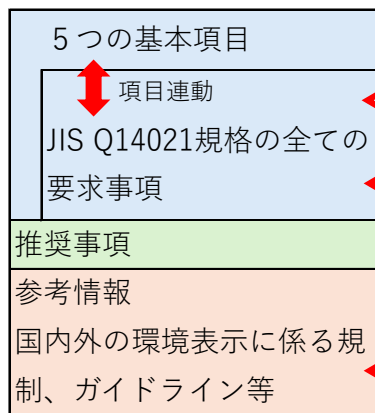 ５つの基本項目
項目連動
JIS Q14021規格の全ての
要求事項
推奨事項
参考情報
国内外の環境表示に係る規
制、ガイドライン等